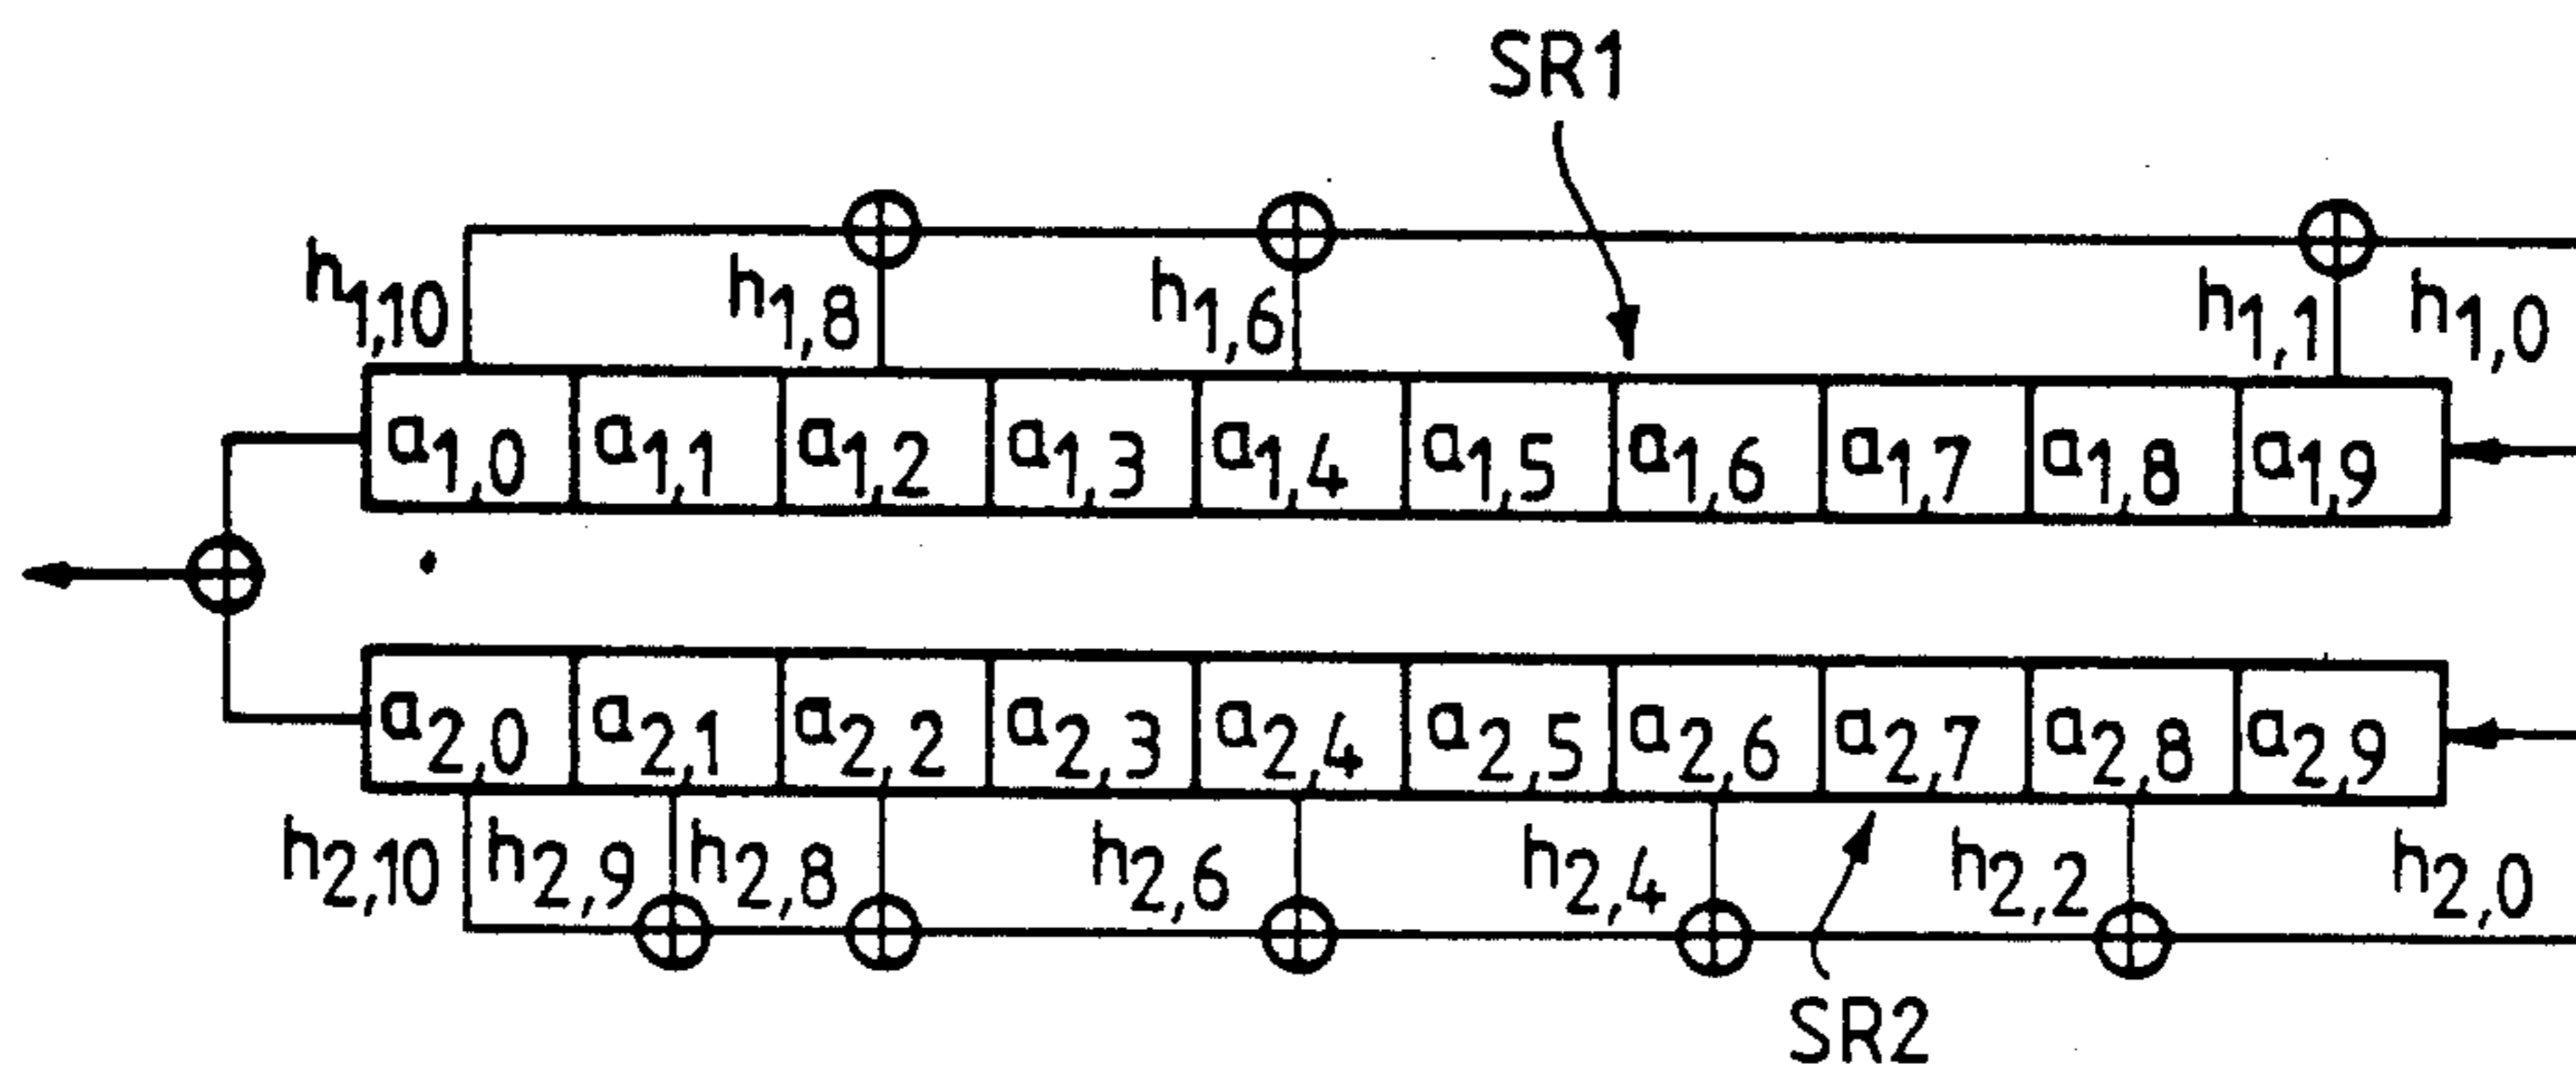 SR1
h1,10 h1,8 h1,6 h1,1 h1,0
a1,0 a1,1 a1,2 a1,3 a1,4 a1,5 a1,6 a1,7 a1,8 a1,9
a2,0 a2,1 a2,2 a2,3 a2,4 a2,5 a2,6 a2,7 a2,8 a2,9
h2,10 h2,9 h2,8 h2,6 h2,4 h2,2 h2,0
SR2